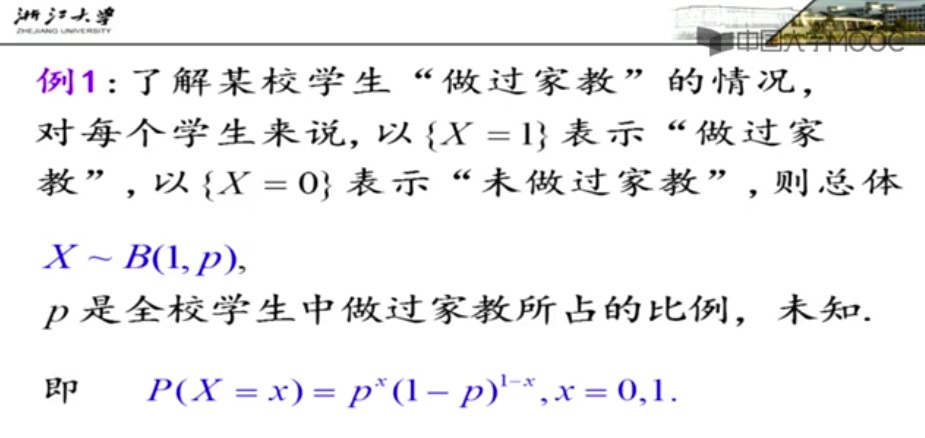 浙江大学
ZHEJIANG UNIVERSITY
中国大学MOOC
例1:了解某校学生“做过家教”的情况,
对每个学生来说, 以{X = 1}表示“做过家
教”, 以{X = 0}表示“未做过家教”, 则总体
X ~ B(1, p),
p 是全校学生中做过家教所占的比例, 未知.
即 P(X = x) = pˣ(1 − p)¹⁻ˣ, x = 0,1.